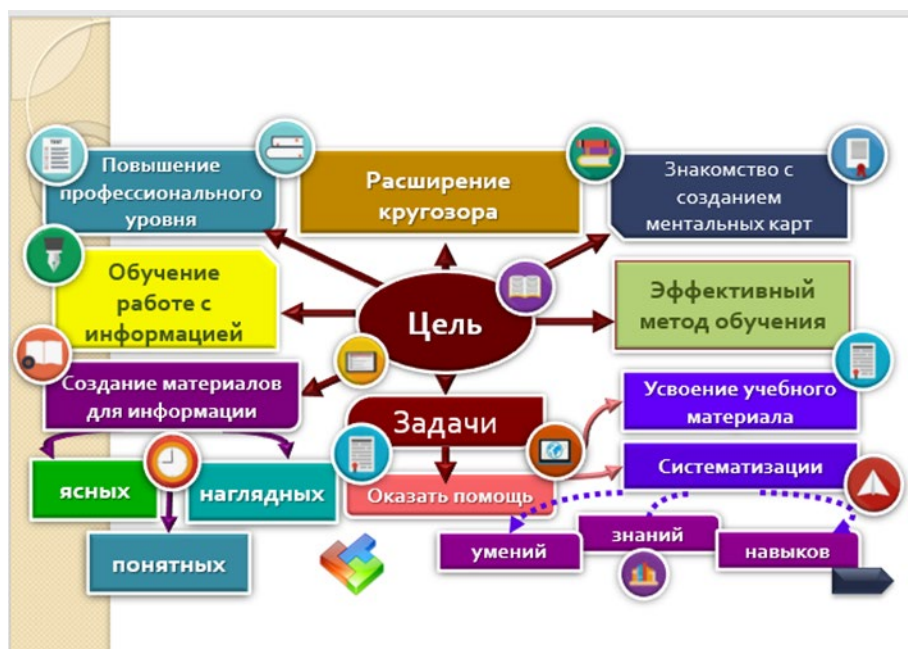 Повышение
профессионального
уровня
Расширение
кругозора
Знакомство с
созданием
ментальных карт
Обучение
работе с
информацией
Цель
Эффективный
метод обучения
Создание материалов
для информации
Задачи
Усвоение учебного
материала
ясных
наглядных
Оказать помощь
Систематизации
понятных
умений
знаний
навыков